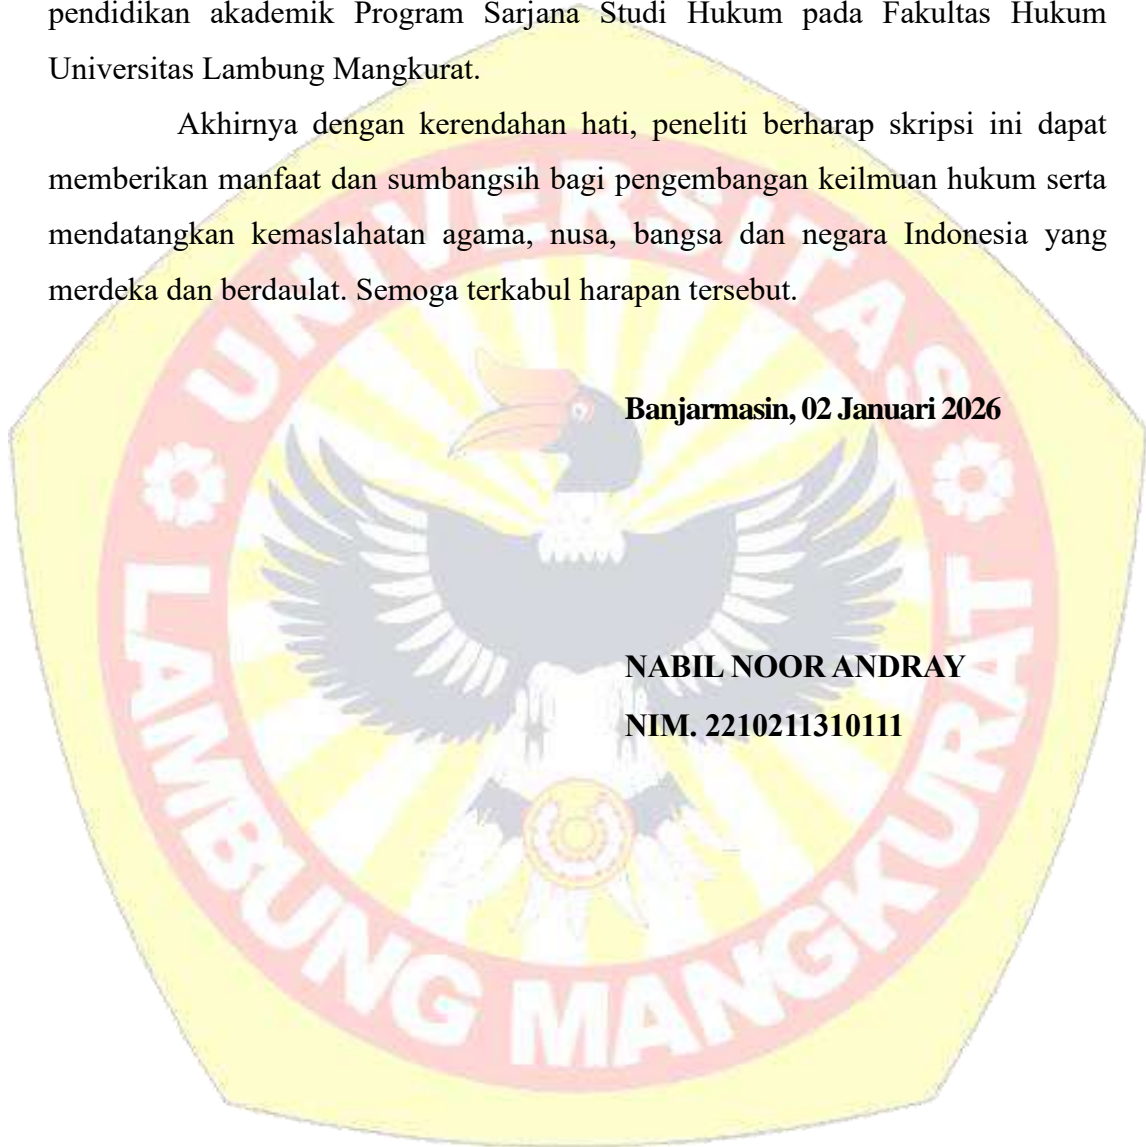 pendidikan akademik Program Sarjana Studi Hukum pada Fakultas Hukum
Universitas Lambung Mangkurat.
Akhirnya dengan kerendahan hati, peneliti berharap skripsi ini dapat
memberikan manfaat dan sumbangsih bagi pengembangan keilmuan hukum serta
mendatangkan kemaslahatan agama, nusa, bangsa dan negara Indonesia yang
merdeka dan berdaulat. Semoga terkabul harapan tersebut.
Banjarmasin, 02 Januari 2026
NABIL NOOR ANDRAY
NIM. 2210211310111
UNIVERSITAS
LAMBUNG MANGKURAT